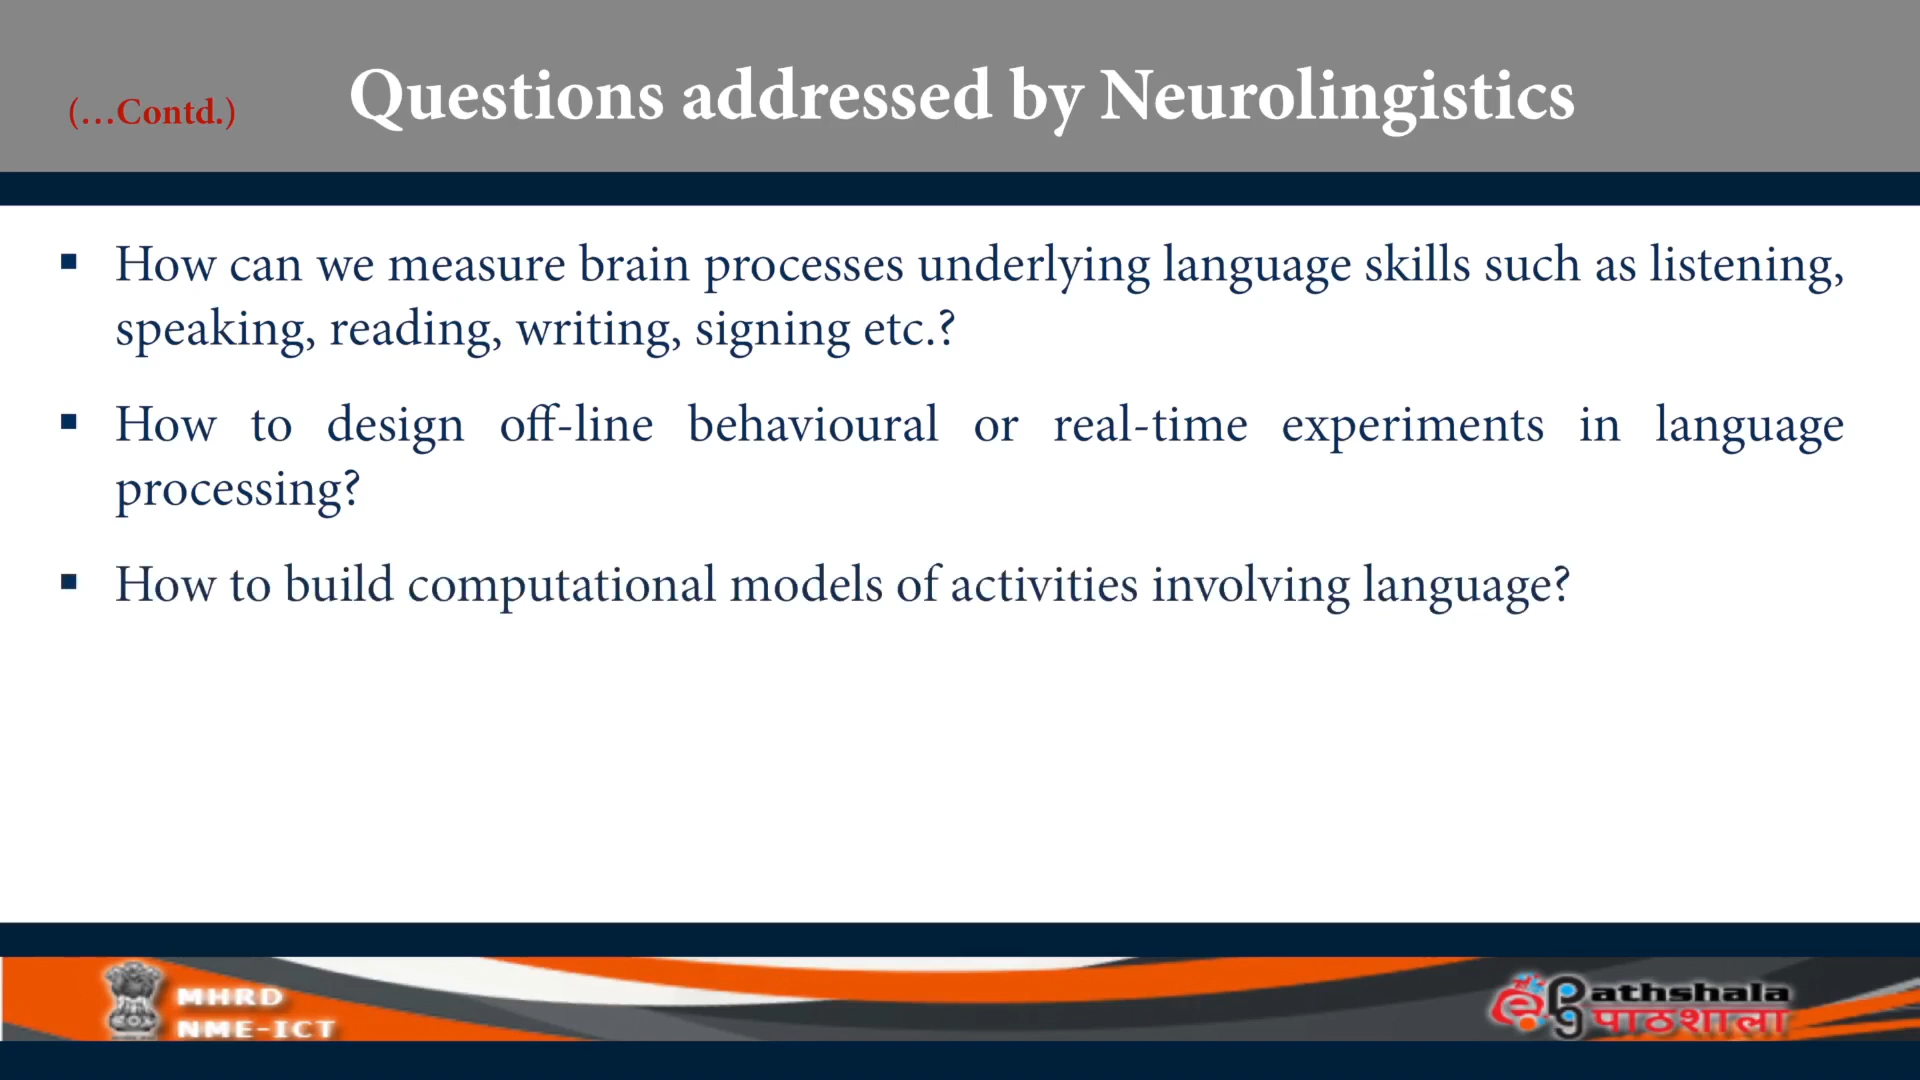 (…Contd.) Questions addressed by Neurolingistics
▪ How can we measure brain processes underlying language skills such as listening,
speaking, reading, writing, signing etc.?
▪ How to design off-line behavioural or real-time experiments in language
processing?
▪ How to build computational models of activities involving language?
MHRD
NME-ICT
athshala
पाठशाला